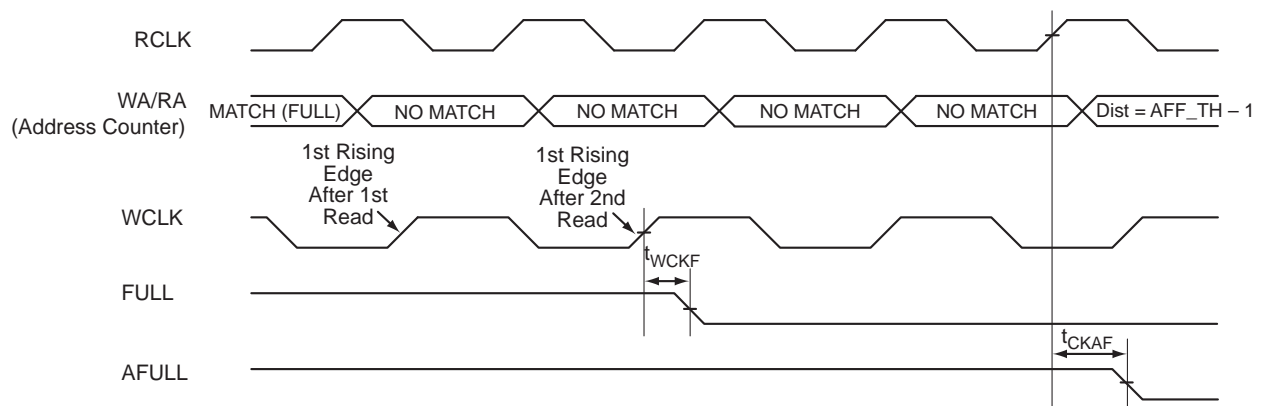 RCLK
WA/RA
(Address Counter)
MATCH (FULL)
NO MATCH
NO MATCH
NO MATCH
NO MATCH
Dist = AFF_TH – 1
1st Rising
Edge
After 1st
Read
1st Rising
Edge
After 2nd
Read
WCLK
tWCKF
FULL
tCKAF
AFULL